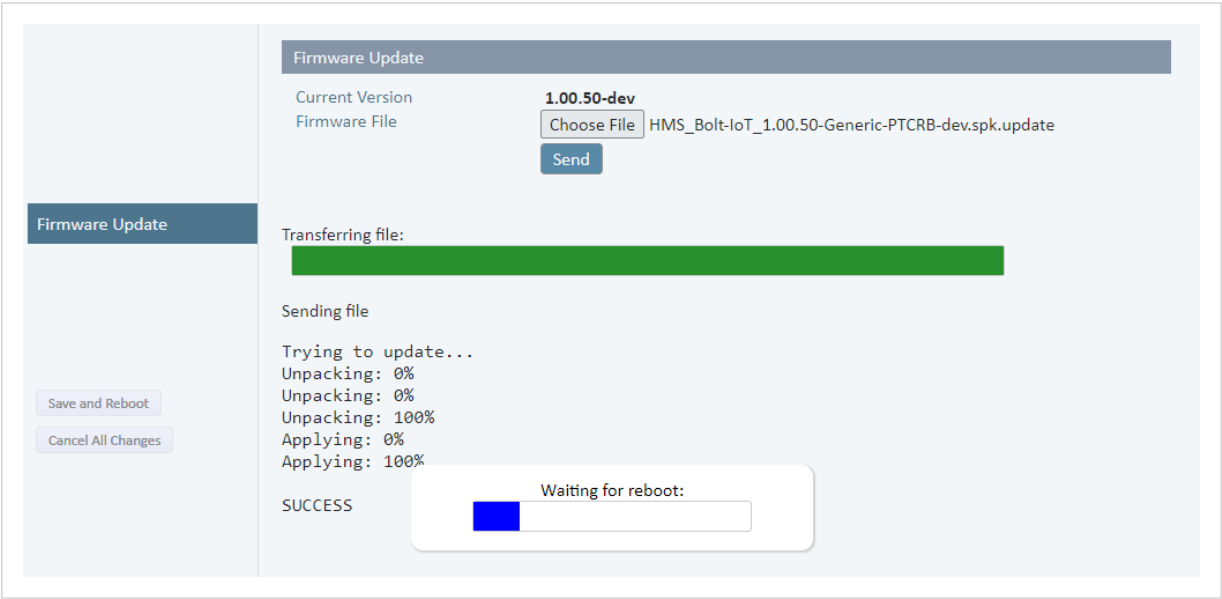 Firmware Update
Current Version 1.00.50-dev
Firmware File Choose File HMS_Bolt-IoT_1.00.50-Generic-PTCRB-dev.spk.update
Send
Firmware Update
Transferring file:
Sending file
Trying to update...
Unpacking: 0%
Unpacking: 0%
Save and Reboot
Unpacking: 100%
Cancel All Changes
Applying: 0%
Applying: 100%
Waiting for reboot:
SUCCESS